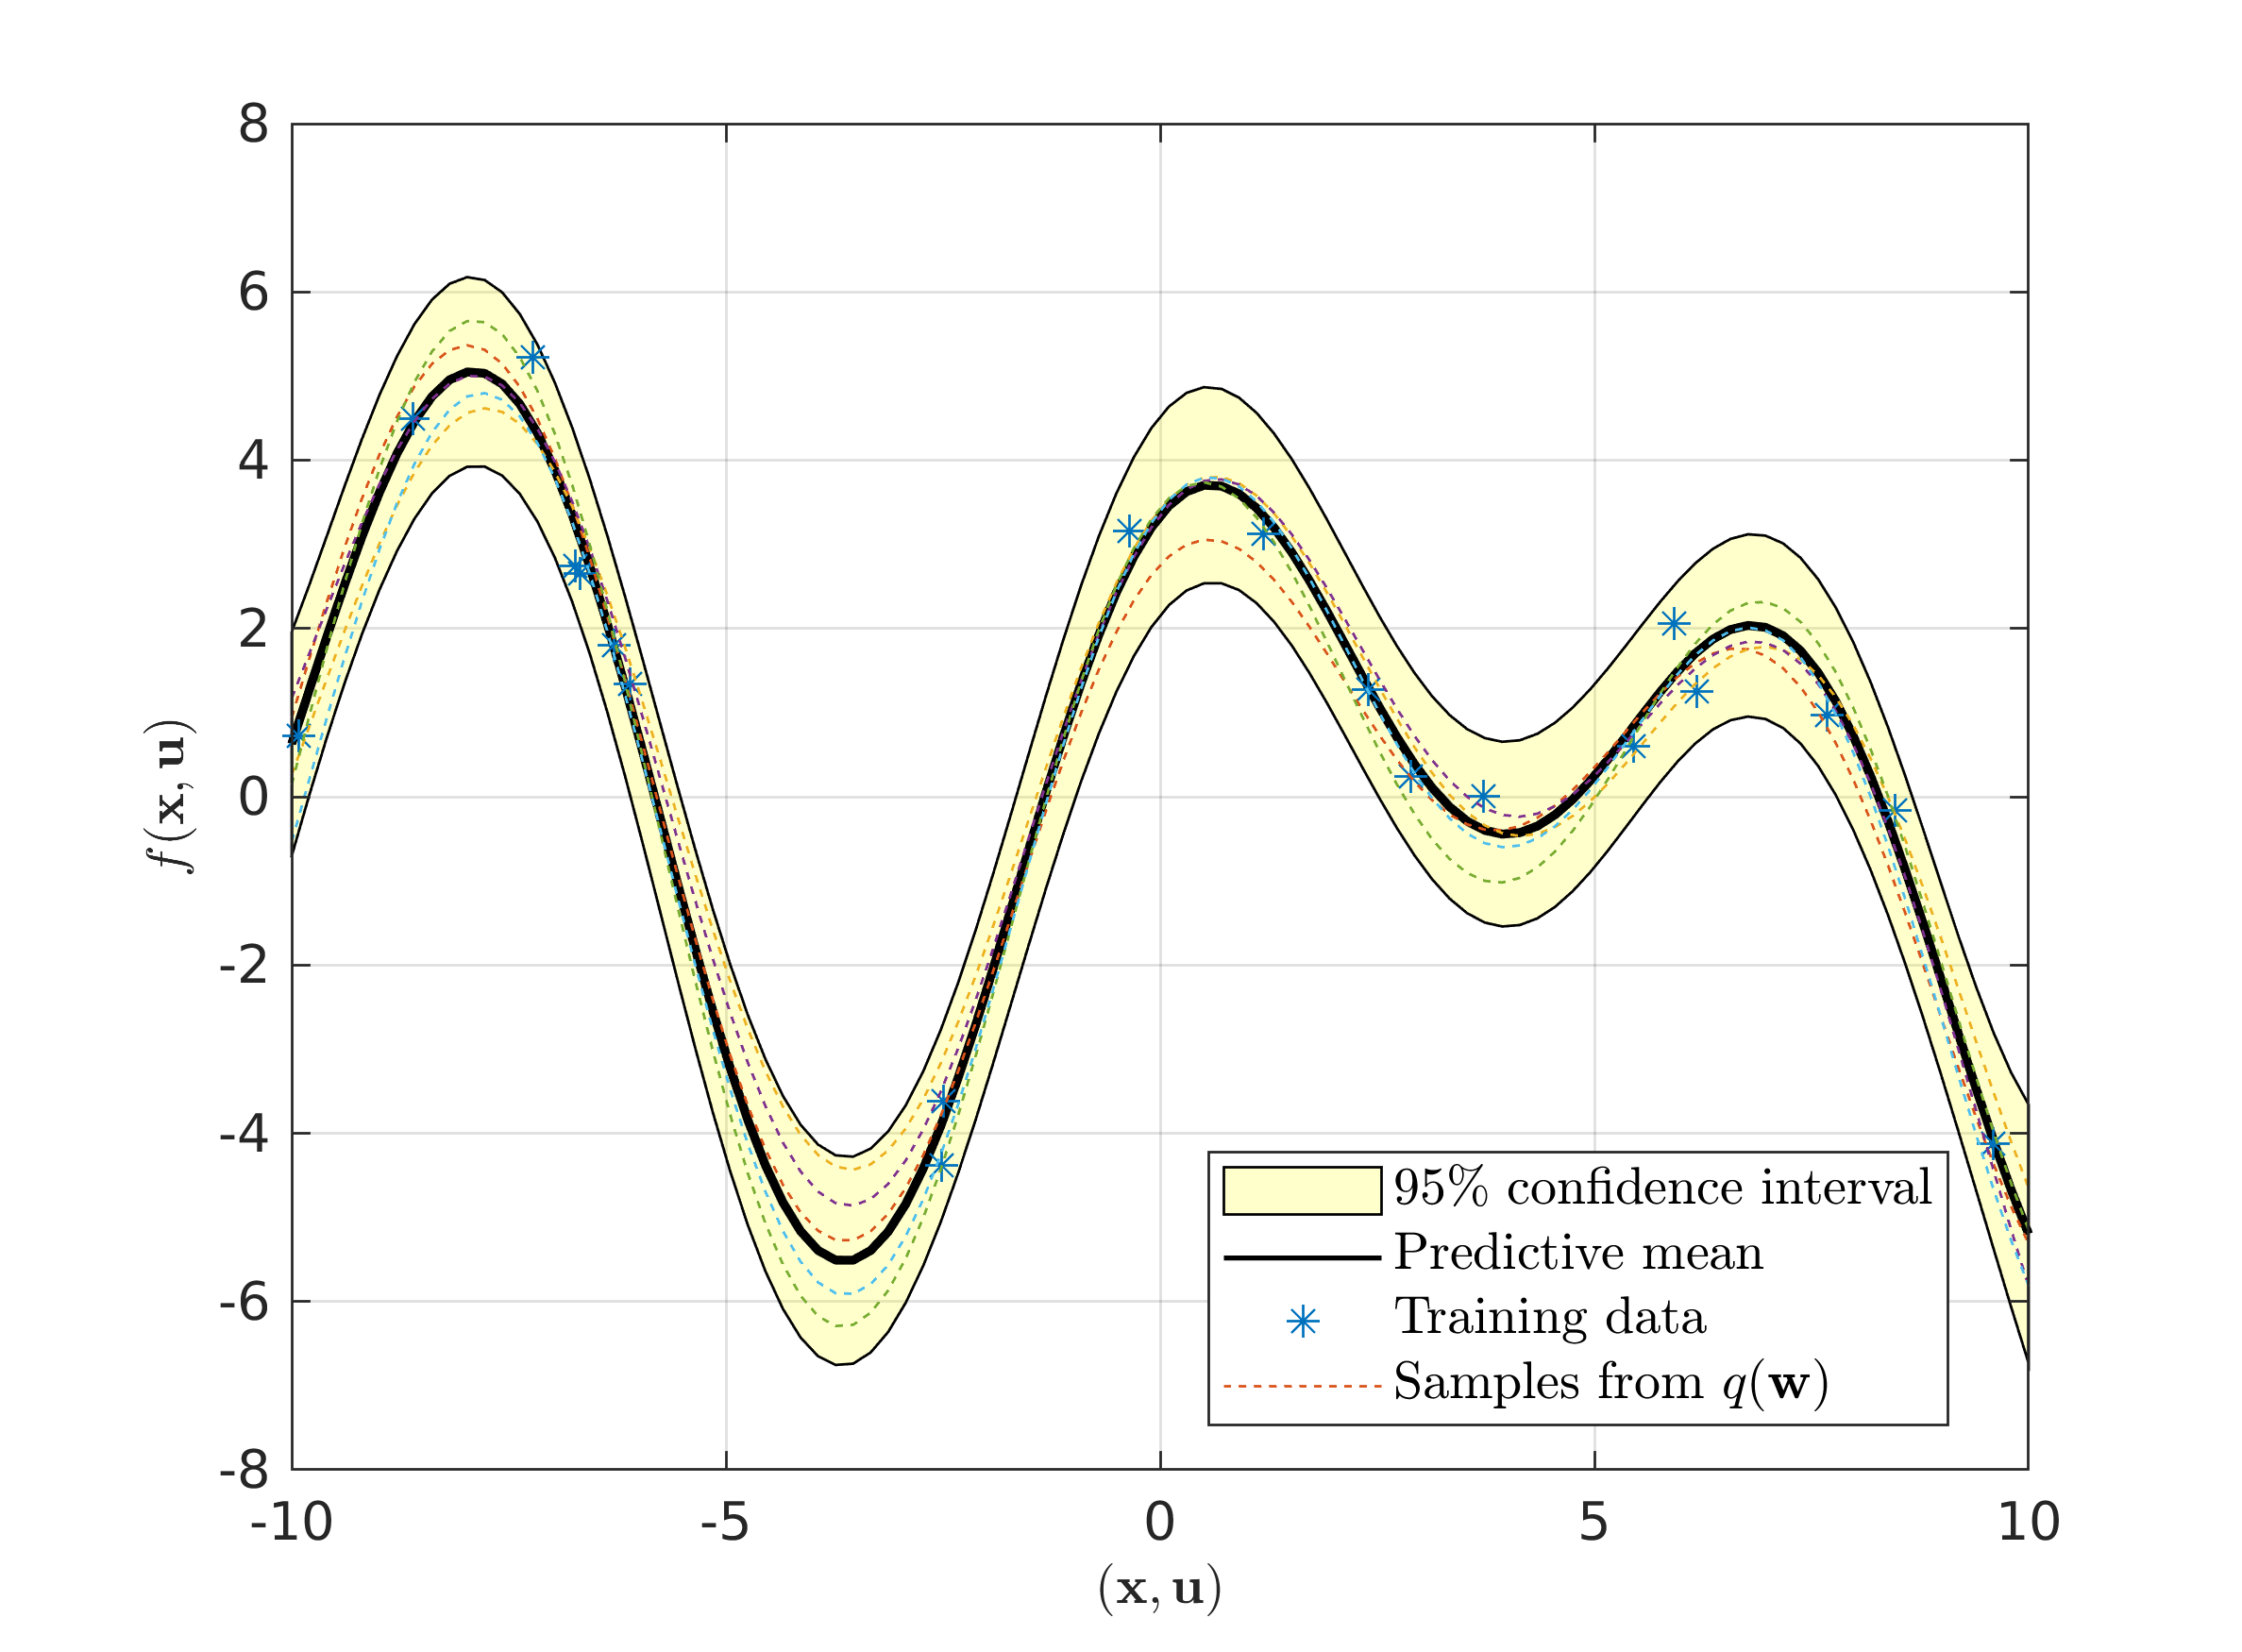 8
6
4
2
0
-2
-4
-6
-8
f(x, u)
95% confidence interval
Predictive mean
Training data
Samples from q(w)
-10 -5 0 5 10
(x, u)